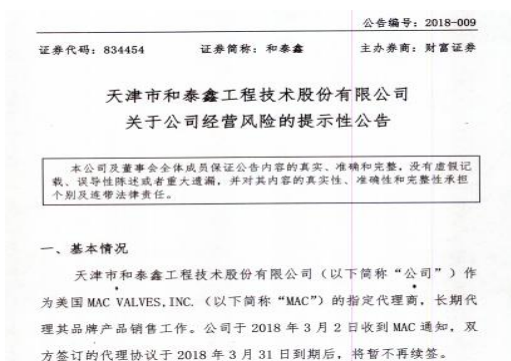 公告编号：2018-009
证券代码：834454 证券简称：和泰鑫 主办券商：财富证券
天津市和泰鑫工程技术股份有限公司
关于公司经营风险的提示性公告
本公司及董事会全体成员保证公告内容的真实、准确和完整，没有虚假记
载、误导性陈述或者重大遗漏，并对其内容的真实性、准确性和完整性承担
个别及连带法律责任。
一、基本情况
天津市和泰鑫工程技术股份有限公司（以下简称“公司”）作
为美国 MAC VALVES,INC.（以下简称“MAC”）的指定代理商，长期代
理其品牌产品销售工作。公司于 2018 年 3 月 2 日收到 MAC 通知，双
方签订的代理协议于 2018 年 3 月 31 日到期后，将暂不再续签。